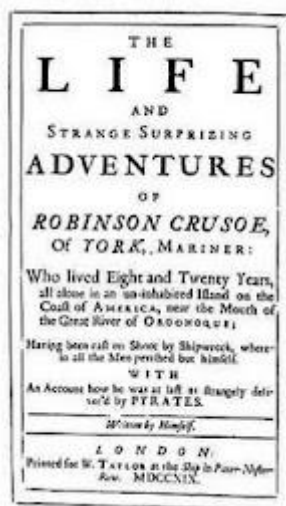 THE
LIFE
AND
STRANGE SURPRIZING
ADVENTURES
OF
ROBINSON CRUSOE,
Of YORK, MARINER:
Who lived Eight and Twenty Years,
all alone in an un-inhabited Island on the
Coast of AMERICA, near the Mouth of
the Great River of OROONOQUE;
Having been cast on Shore by Shipwreck, where-
in all the Men perished but himself.
WITH
An Account how he was at last as strangely deli-
ver'd by PYRATES.
Written by Himself.
LONDON:
Printed for W. TAYLOR at the Ship in Pater-Noster-
Row. MDCCXIX.